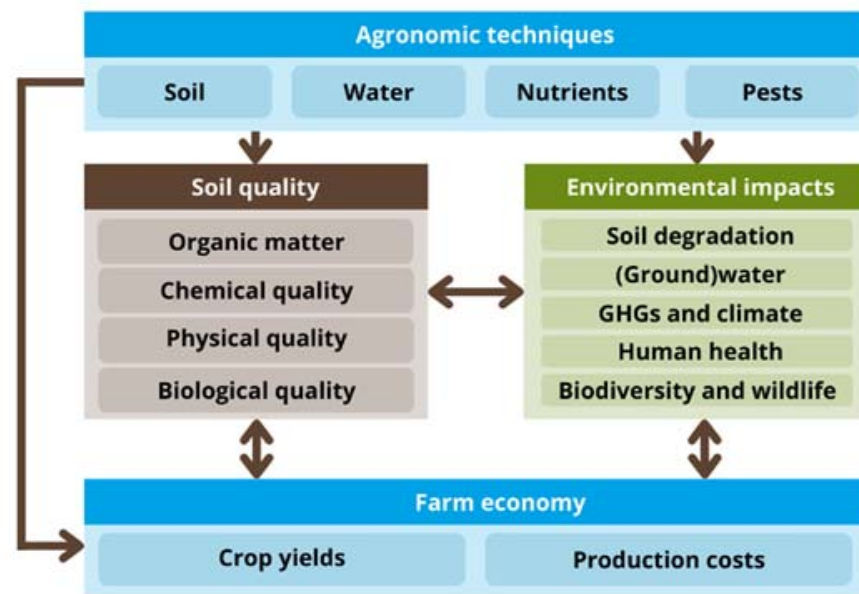 Agronomic techniques
Soil
Water
Nutrients
Pests
Soil quality
Organic matter
Chemical quality
Physical quality
Biological quality
Environmental impacts
Soil degradation
(Ground)water
GHGs and climate
Human health
Biodiversity and wildlife
Farm economy
Crop yields
Production costs